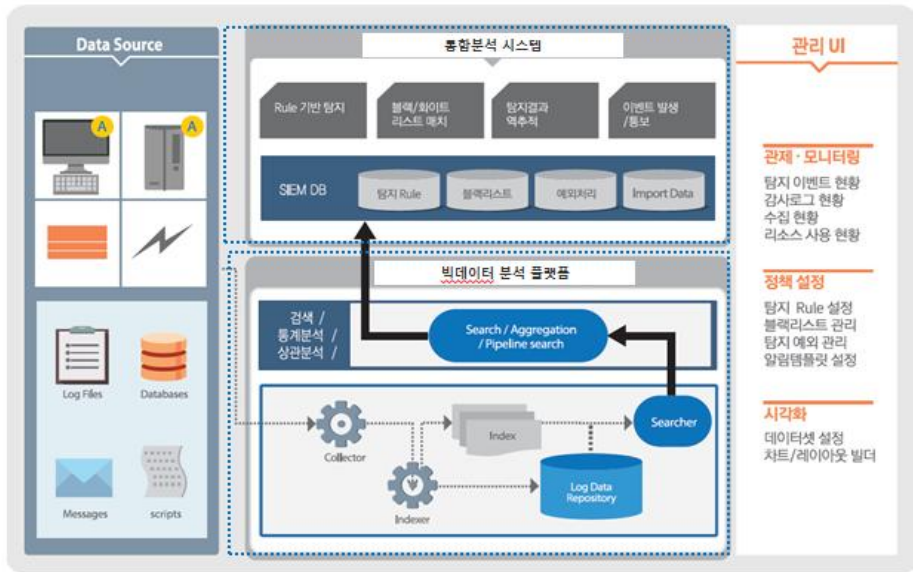 Data Source
A
A
Log Files
Databases
Messages
scripts
통합분석 시스템
Rule 기반 탐지
블랙/화이트
리스트 매치
탐지결과
역추적
이벤트 발생
/통보
SIEM DB
탐지 Rule
블랙리스트
예외처리
Import Data
빅데이터 분석 플랫폼
검색 /
통계분석 /
상관분석 /
Search / Aggregation
/ Pipeline search
Collector
Indexer
Index
Log Data
Repository
Searcher
관리 UI
관제 · 모니터링
탐지 이벤트 현황
감사로그 현황
수집 현황
리소스 사용 현황
정책 설정
탐지 Rule 설정
블랙리스트 관리
탐지 예외 관리
알림템플릿 설정
시각화
데이터셋 설정
차트/레이아웃 빌더